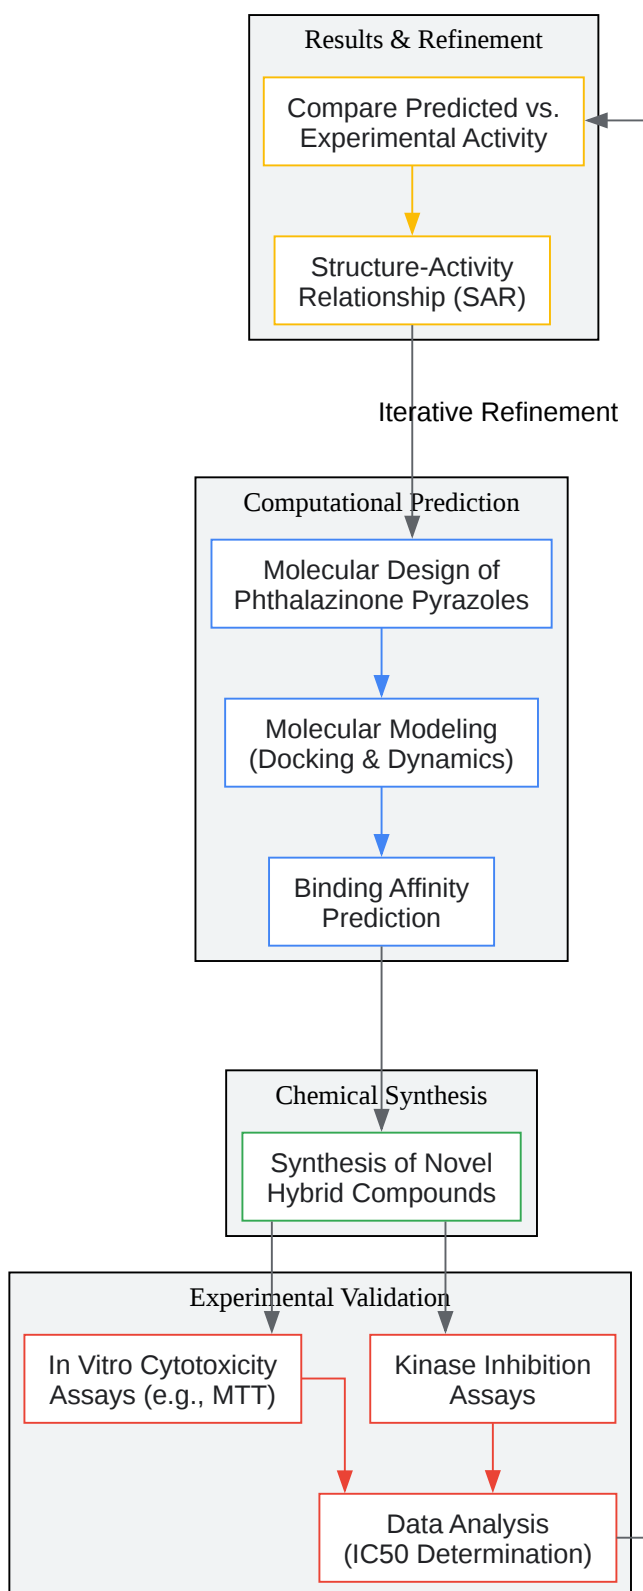 Results & Refinement
Compare Predicted vs.
Experimental Activity
Structure-Activity
Relationship (SAR)
Iterative Refinement
Computational Prediction
Molecular Design of
Phthalazinone Pyrazoles
Molecular Modeling
(Docking & Dynamics)
Binding Affinity
Prediction
Chemical Synthesis
Synthesis of Novel
Hybrid Compounds
Experimental Validation
In Vitro Cytotoxicity
Assays (e.g., MTT)
Kinase Inhibition
Assays
Data Analysis
(IC50 Determination)